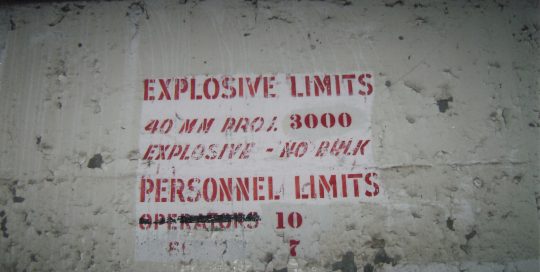 EXPLOSIVE LIMITS
40 MM PROJ. 3000
EXPLOSIVE - NO BULK
PERSONNEL LIMITS
OPERATORS 10
7